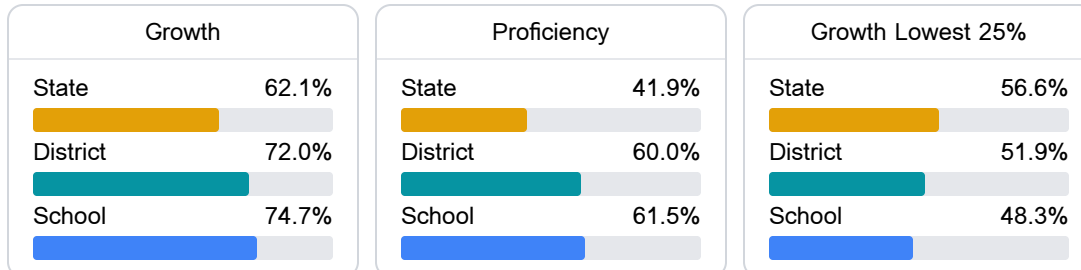 Growth
State 62.1%
District 72.0%
School 74.7%
Proficiency
State 41.9%
District 60.0%
School 61.5%
Growth Lowest 25%
State 56.6%
District 51.9%
School 48.3%